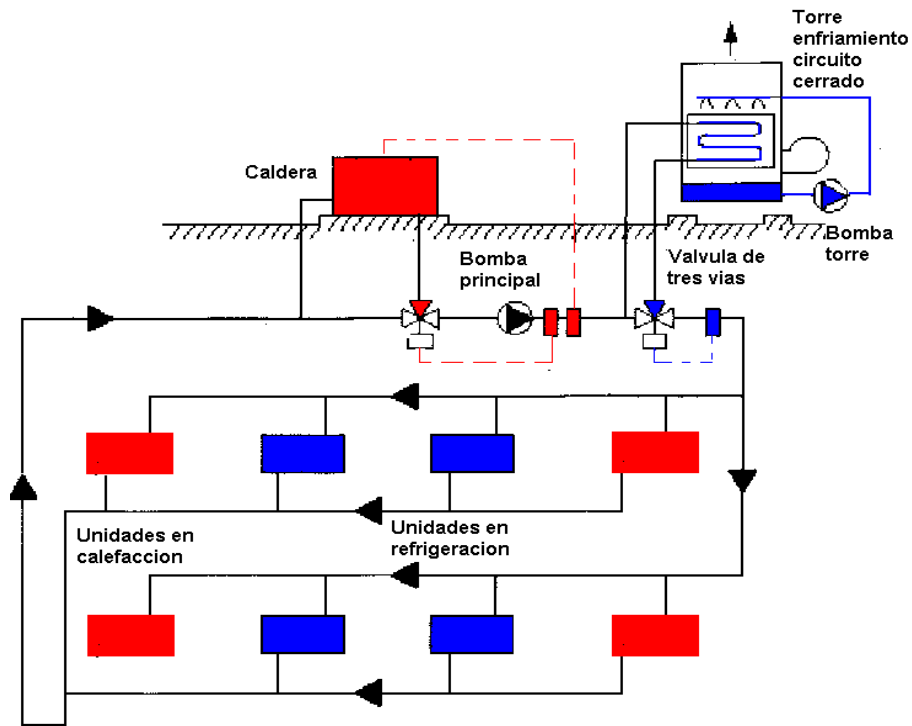 Torre
enfriamiento
circuito
cerrado
Caldera
Bomba
principal
Valvula de
tres vias
Bomba
torre
Unidades en
calefaccion
Unidades en
refrigeracion